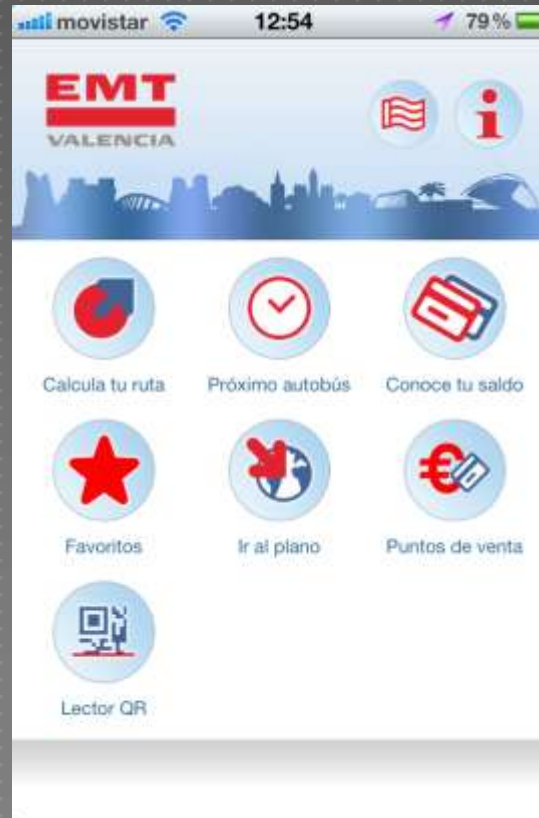 movistar 12:54 79 %
EMT
VALENCIA
Calcula tu ruta Próximo autobús Conoce tu saldo
Favoritos Ir al plano Puntos de venta
Lector QR